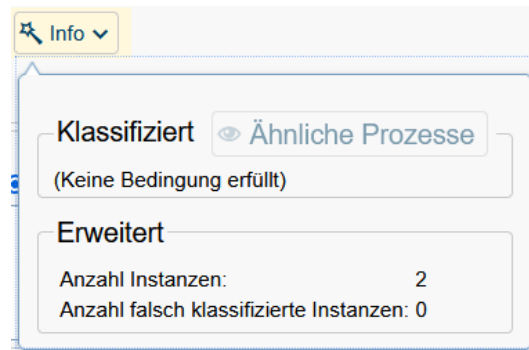 Info
Klassifiziert Ähnliche Prozesse
(Keine Bedingung erfüllt)
Erweitert
Anzahl Instanzen: 2
Anzahl falsch klassifizierte Instanzen: 0